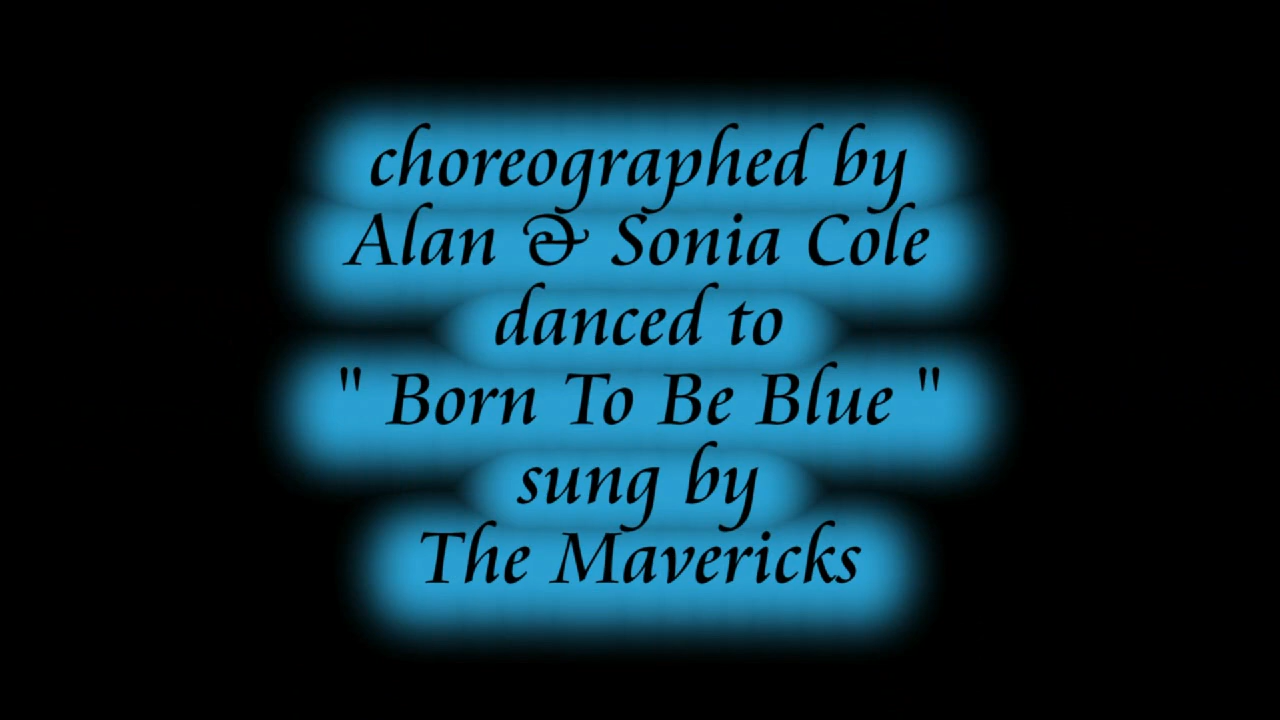 choreographed by
Alan & Sonia Cole
danced to
" Born To Be Blue "
sung by
The Mavericks